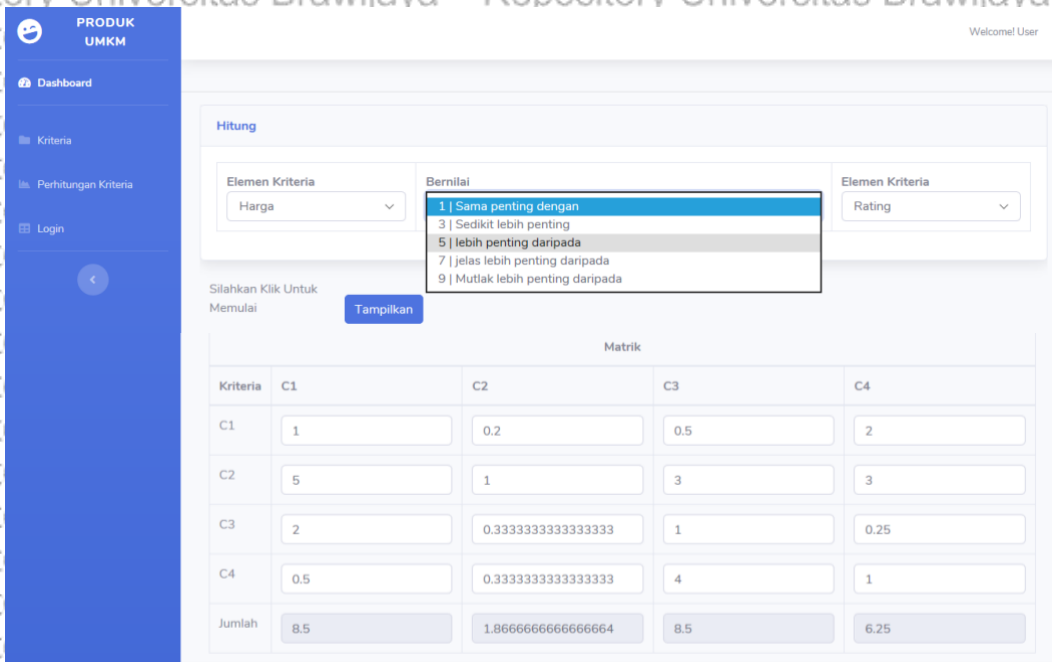 PRODUK
UMKM
Welcome! User
Dashboard
Hitung
Kriteria
Perhitungan Kriteria
Login
Elemen Kriteria
Bernilai
Elemen Kriteria
Harga
1 | Sama penting dengan
3 | Sedikit lebih penting
5 | lebih penting daripada
7 | jelas lebih penting daripada
9 | Mutlak lebih penting daripada
Rating
Silahkan Klik Untuk
Memulai
Tampilkan
Matrik
Kriteria C1 C2 C3 C4
C1 1 0.2 0.5 2
C2 5 1 3 3
C3 2 0.3333333333333333 1 0.25
C4 0.5 0.3333333333333333 4 1
Jumlah 8.5 1.8666666666666664 8.5 6.25